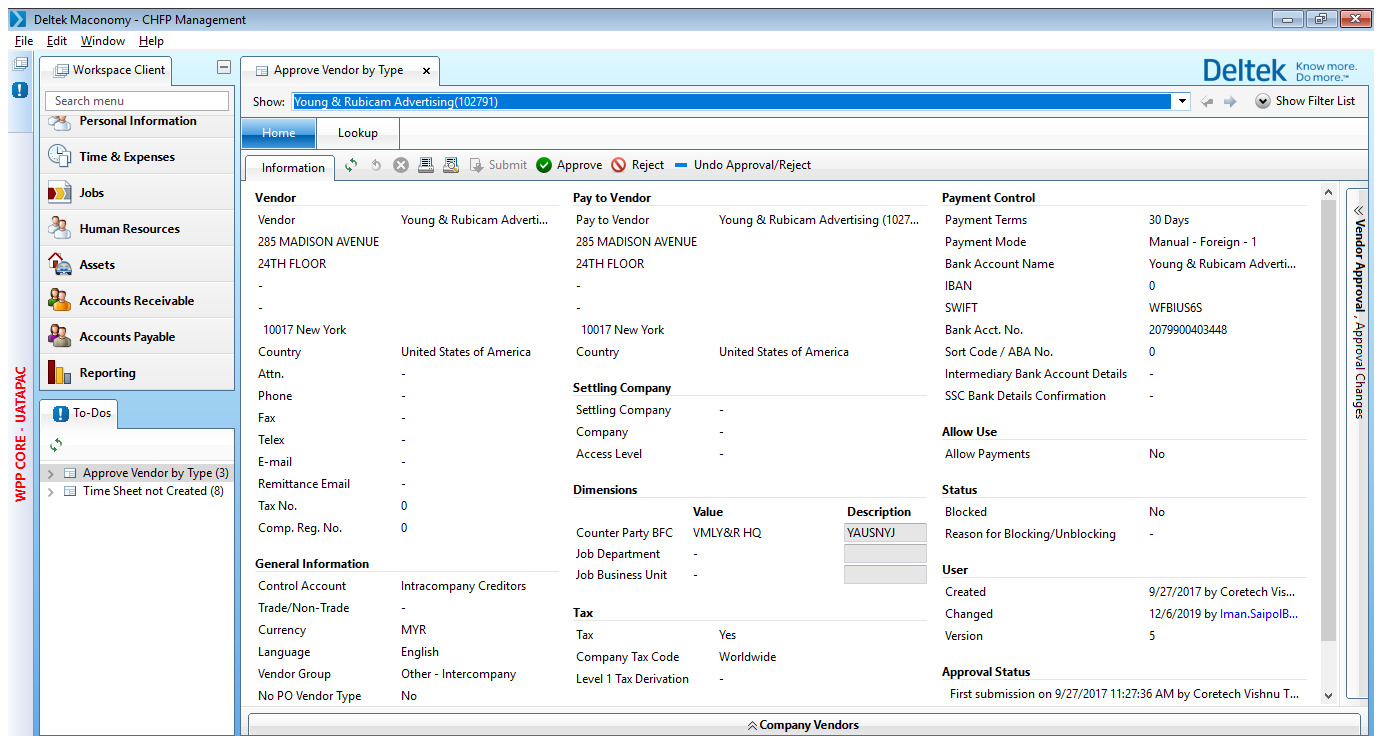 Deltek Maconomy - CHFP Management
File Edit Window Help
Workspace Client
Search menu
Personal Information
Time & Expenses
Jobs
Human Resources
Assets
Accounts Receivable
Accounts Payable
Reporting
WPP CORE - UATAPAC
To-Dos
Approve Vendor by Type (3)
Time Sheet not Created (8)
Approve Vendor by Type x
Deltek Know more. Do more.™
Show: Young & Rubicam Advertising(102791) Show Filter List
Home Lookup
Information Submit Approve Reject Undo Approval/Reject
Vendor
Vendor Young & Rubicam Adverti...
285 MADISON AVENUE
24TH FLOOR
-
-
10017 New York
Country United States of America
Attn. -
Phone -
Fax -
Telex -
E-mail -
Remittance Email -
Tax No. 0
Comp. Reg. No. 0
General Information
Control Account Intracompany Creditors
Trade/Non-Trade -
Currency MYR
Language English
Vendor Group Other - Intercompany
No PO Vendor Type No
Pay to Vendor
Pay to Vendor Young & Rubicam Advertising (1027...
285 MADISON AVENUE
24TH FLOOR
-
-
10017 New York
Country United States of America
Settling Company
Settling Company -
Company -
Access Level -
Dimensions
Value Description
Counter Party BFC VMLY&R HQ YAUSNYJ
Job Department -
Job Business Unit -
Tax
Tax Yes
Company Tax Code Worldwide
Level 1 Tax Derivation -
Payment Control
Payment Terms 30 Days
Payment Mode Manual - Foreign - 1
Bank Account Name Young & Rubicam Adverti...
IBAN 0
SWIFT WFBIUS6S
Bank Acct. No. 2079900403448
Sort Code / ABA No. 0
Intermediary Bank Account Details -
SSC Bank Details Confirmation -
Allow Use
Allow Payments No
Status
Blocked No
Reason for Blocking/Unblocking -
User
Created 9/27/2017 by Coretech Vis...
Changed 12/6/2019 by Iman.SaipolB...
Version 5
Approval Status
First submission on 9/27/2017 11:27:36 AM by Coretech Vishnu T...
Vendor Approval , Approval Changes
Company Vendors